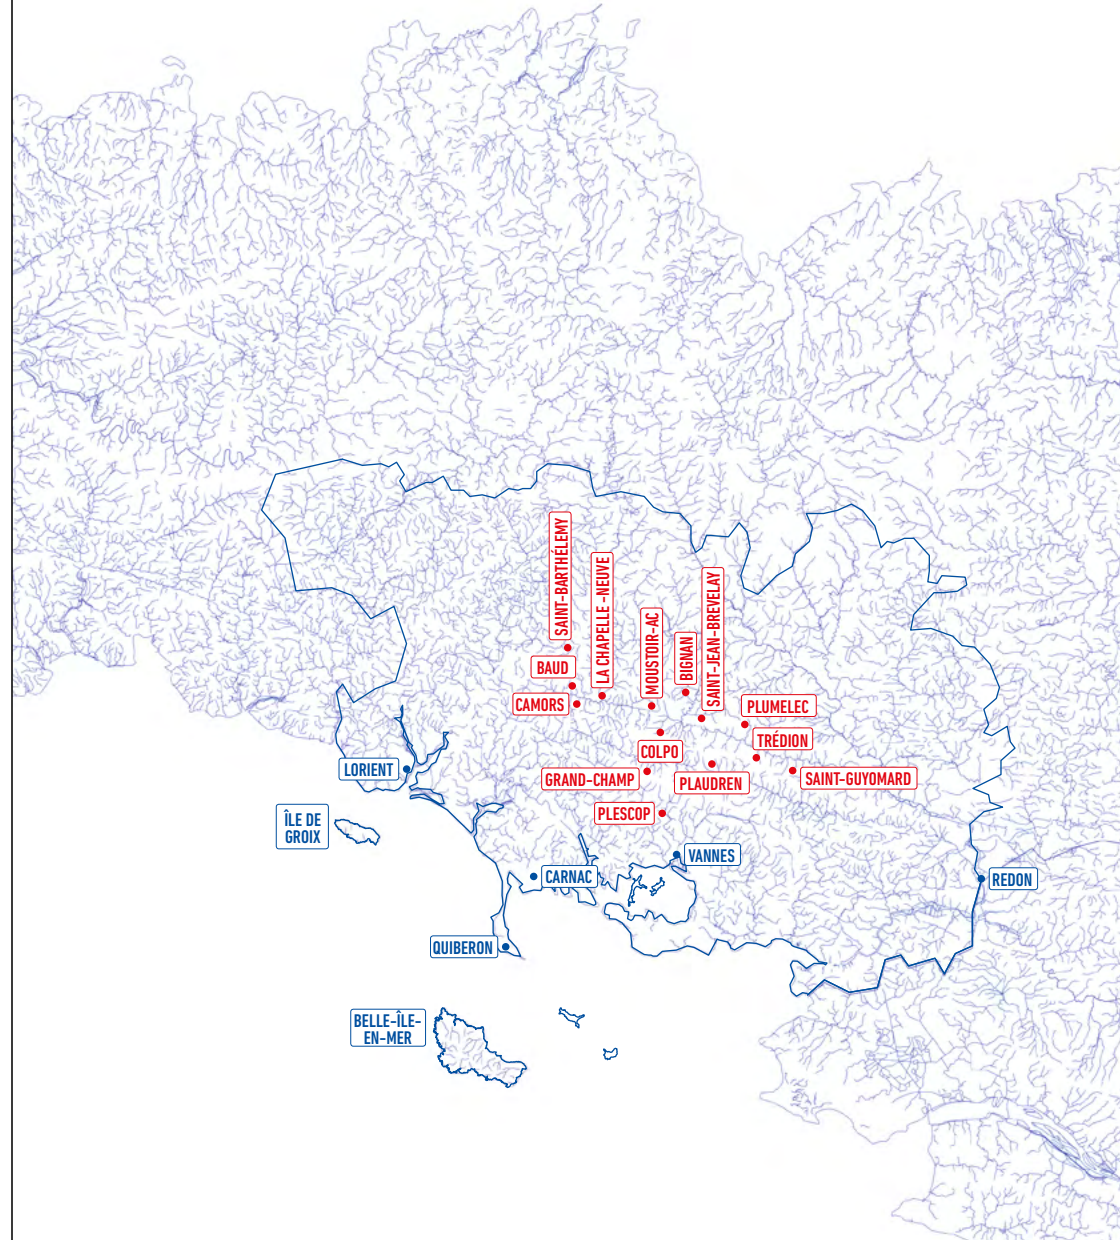 SAINT-BARTHÉLEMY
LA CHAPELLE -NEUVE
MOUSTOIR-AC
BIGNAN
SAINT-JEAN-BREVELAY
BAUD
CAMORS
PLUMELEC
TRÉDION
COLPO
GRAND-CHAMP
PLAUDREN
SAINT-GUYOMARD
PLESCOP
LORIENT
ÎLE DE
GROIX
VANNES
CARNAC
REDON
QUIBERON
BELLE-ÎLE-
EN-MER